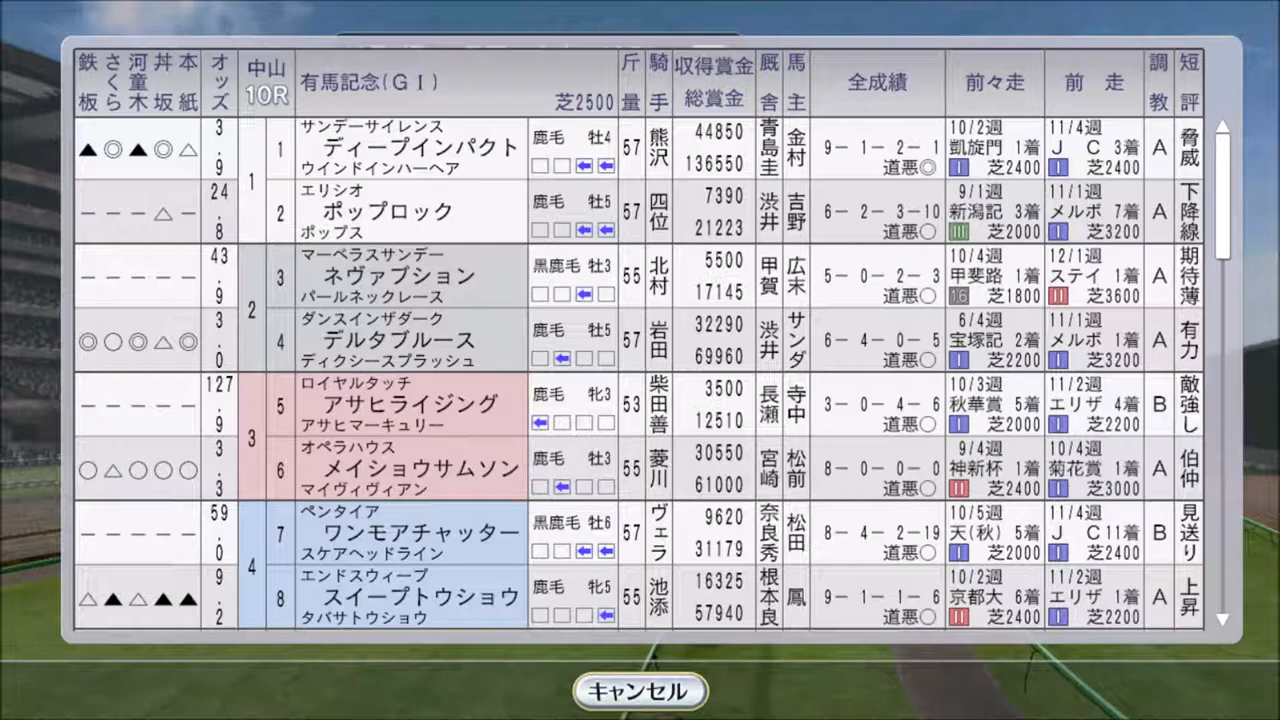 鉄板 さくら 河童木 丼坂 本紙 オッズ 中山 10R 有馬記念(GⅠ) 芝2500 斤量 騎手 収得賞金 総賞金 厩舎 馬主 全成績 前々走 前 走 調教 短評
▲ ◎ ▲ ◎ △ 3.9 1 1 サンデーサイレンス 鹿毛 牡4 57 熊沢 44850 青島圭 金村 9-1-2-1 10/2週 11/4週 A 脅威
ディープインパクト 凱旋門 1着 J C 3着
ウインドインハーヘア 136550 道悪◎ Ⅰ 芝2400 Ⅰ 芝2400
- - - △ - 24.8 2 エリシオ 鹿毛 牡5 57 四位 7390 渋井 吉野 6-2-3-10 9/1週 11/1週 A 下降線
ポップロック 新潟記 3着 メルボ 7着
ポップス 21223 道悪○ Ⅲ 芝2000 Ⅰ 芝3200
- - - - - 43.9 2 3 マーベラスサンデー 黒鹿毛 牡3 55 北村 5500 甲賀 広末 5-0-2-3 10/4週 12/1週 A 期待薄
ネヴァブション 甲斐路 1着 ステイ 1着
パールネックレース 17145 道悪○ 16 芝1800 Ⅱ 芝3600
◎ ○ ◎ △ ◎ 3.0 4 ダンスインザダーク 鹿毛 牡5 57 岩田 32290 渋井 サンダ 6-4-0-5 6/4週 11/1週 A 有力
デルタブルース 宝塚記 2着 メルボ 1着
ディクシースプラッシュ 69960 道悪○ Ⅰ 芝2200 Ⅰ 芝3200
- - - - - 127.9 3 5 ロイヤルタッチ 鹿毛 牝3 53 柴田善 3500 長瀬 寺中 3-0-4-6 10/3週 11/2週 B 敵強し
アサヒライジング 秋華賞 5着 エリザ 4着
アサヒマーキュリー 12510 道悪○ Ⅰ 芝2000 Ⅰ 芝2200
○ △ ○ ○ ○ 3.3 6 オペラハウス 鹿毛 牡3 55 菱川 30550 宮崎 松前 8-0-0-0 9/4週 10/4週 A 伯仲
メイショウサムソン 神新杯 1着 菊花賞 1着
マイヴィヴィアン 61000 道悪○ Ⅱ 芝2400 Ⅰ 芝3000
- - - - - 59.0 4 7 ペンタイア 黒鹿毛 牡6 57 ヴェラ 9620 奈良秀 松田 8-4-2-19 10/5週 11/4週 B 見送り
ワンモアチャッター 天(秋) 5着 J C11着
スケアヘッドライン 31179 道悪○ Ⅰ 芝2000 Ⅰ 芝2400
△ ▲ △ ▲ ▲ 9.2 8 エンドスウィープ 鹿毛 牝5 55 池添 16325 根本良 鳳 9-1-1-6 10/2週 11/2週 A 上昇
スイープトウショウ 京都大 6着 エリザ 1着
タバサトウショウ 57940 道悪○ Ⅱ 芝2400 Ⅰ 芝2200
キャンセル